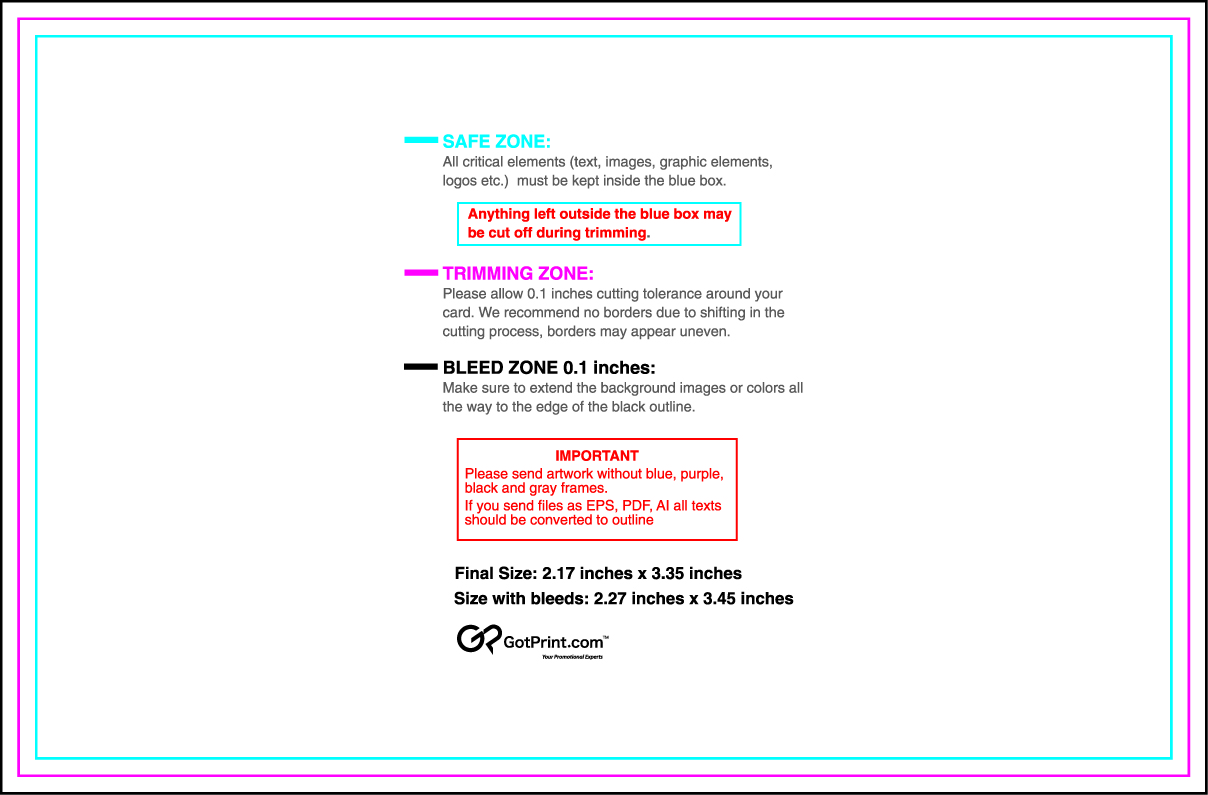 SAFE ZONE:
All critical elements (text, images, graphic elements,
logos etc.)  must be kept inside the blue box.
Anything left outside the blue box may
be cut off during trimming.
TRIMMING ZONE:
Please allow 0.1 inches cutting tolerance around your
card. We recommend no borders due to shifting in the
cutting process, borders may appear uneven.
BLEED ZONE 0.1 inches:
Make sure to extend the background images or colors all
the way to the edge of the black outline.
IMPORTANT
Please send artwork without blue, purple,
black and gray frames.
If you send files as EPS, PDF, AI all texts
should be converted to outline
Final Size: 2.17 inches x 3.35 inches
Size with bleeds: 2.27 inches x 3.45 inches
GP GotPrint.com™
Your Promotional Experts